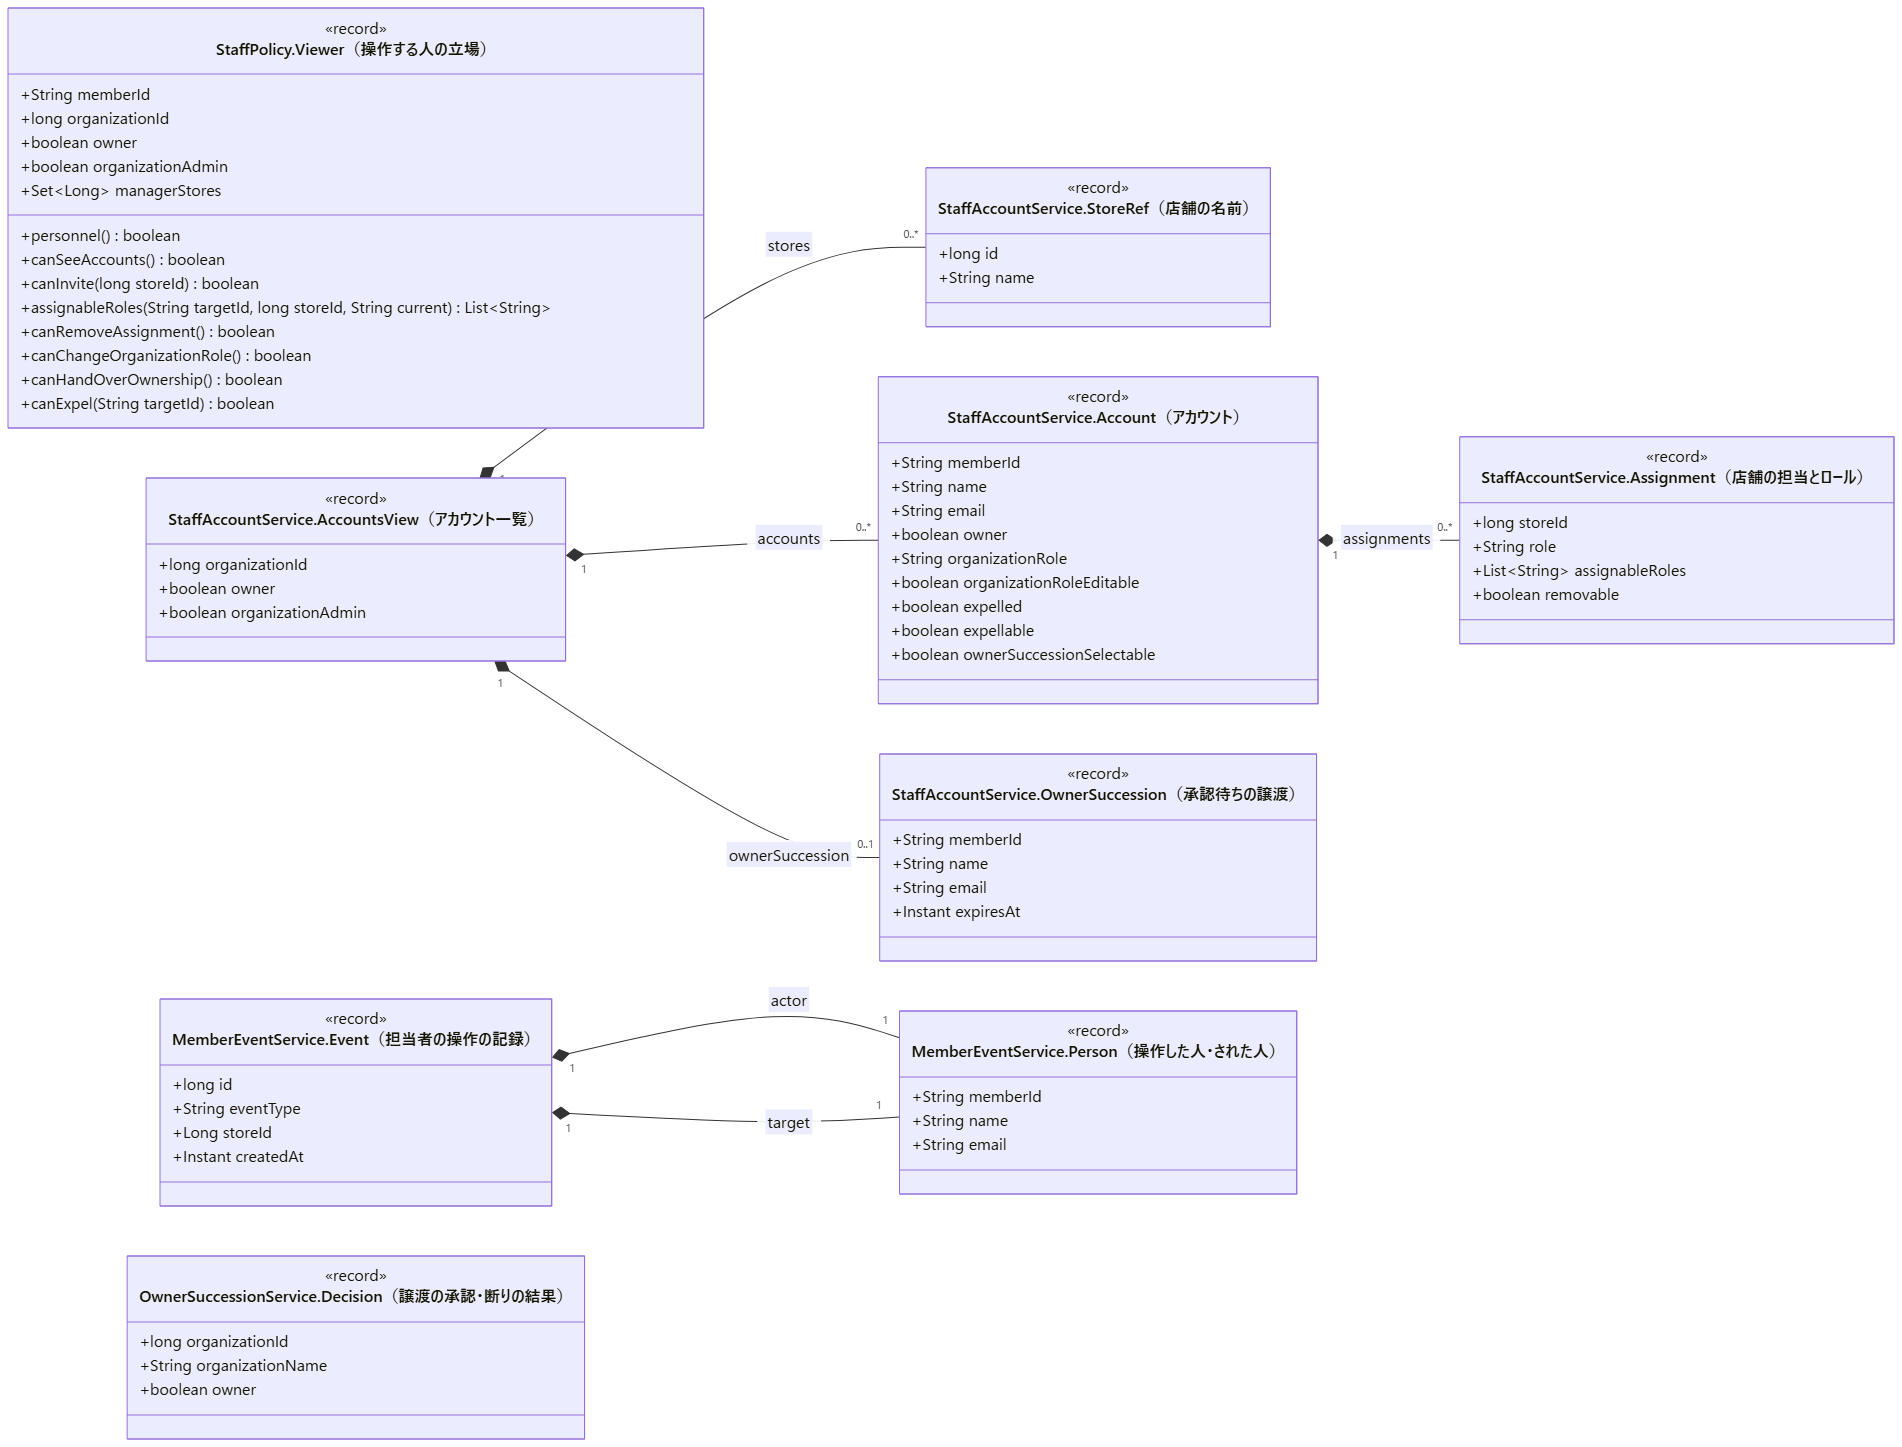 «record»
StaffPolicy.Viewer（操作する人の立場）
+String memberId
+long organizationId
+boolean owner
+boolean organizationAdmin
+Set<Long> managerStores
+personnel() : boolean
+canSeeAccounts() : boolean
+canInvite(long storeId) : boolean
+assignableRoles(String targetId, long storeId, String current) : List<String>
+canRemoveAssignment() : boolean
+canChangeOrganizationRole() : boolean
+canHandOverOwnership() : boolean
+canExpel(String targetId) : boolean
stores
0..*
«record»
StaffAccountService.StoreRef（店舗の名前）
+long id
+String name
«record»
StaffAccountService.AccountsView（アカウント一覧）
+long organizationId
+boolean owner
+boolean organizationAdmin
1
accounts
0..*
«record»
StaffAccountService.Account（アカウント）
+String memberId
+String name
+String email
+boolean owner
+String organizationRole
+boolean organizationRoleEditable
+boolean expelled
+boolean expellable
+boolean ownerSuccessionSelectable
1
assignments
0..*
«record»
StaffAccountService.Assignment（店舗の担当とロール）
+long storeId
+String role
+List<String> assignableRoles
+boolean removable
1
ownerSuccession
0..1
«record»
StaffAccountService.OwnerSuccession（承認待ちの譲渡）
+String memberId
+String name
+String email
+Instant expiresAt
«record»
MemberEventService.Event（担当者の操作の記録）
+long id
+String eventType
+Long storeId
+Instant createdAt
1
actor
1
1
target
1
«record»
MemberEventService.Person（操作した人・された人）
+String memberId
+String name
+String email
«record»
OwnerSuccessionService.Decision（譲渡の承認・断りの結果）
+long organizationId
+String organizationName
+boolean owner